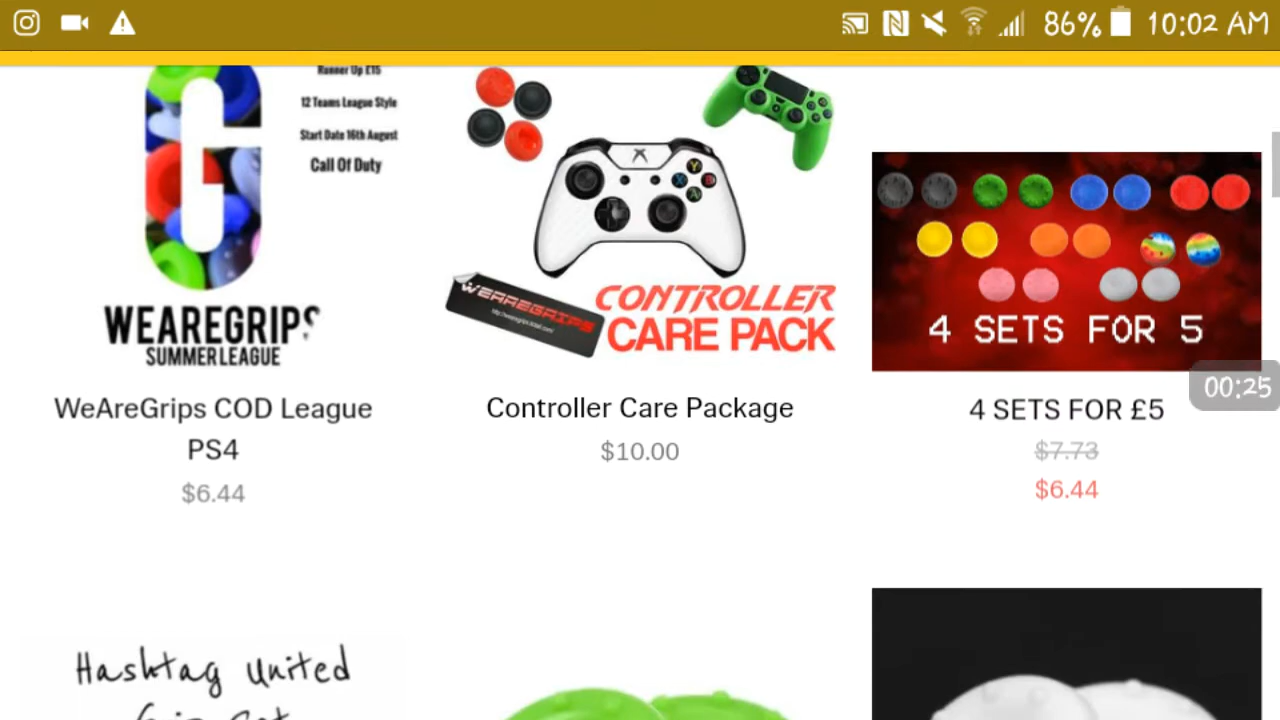 86% 10:02 AM
Runner Up £15
12 Teams League Style
Start Date 16th August
Call Of Duty
WEAREGRIPS
SUMMER LEAGUE
WeAreGrips COD League
PS4
$6.44
WEAREGRIPS
CONTROLLER
CARE PACK
Controller Care Package
$10.00
4 SETS FOR 5
4 SETS FOR £5
$7.73
$6.44
00:25
Hashtag United